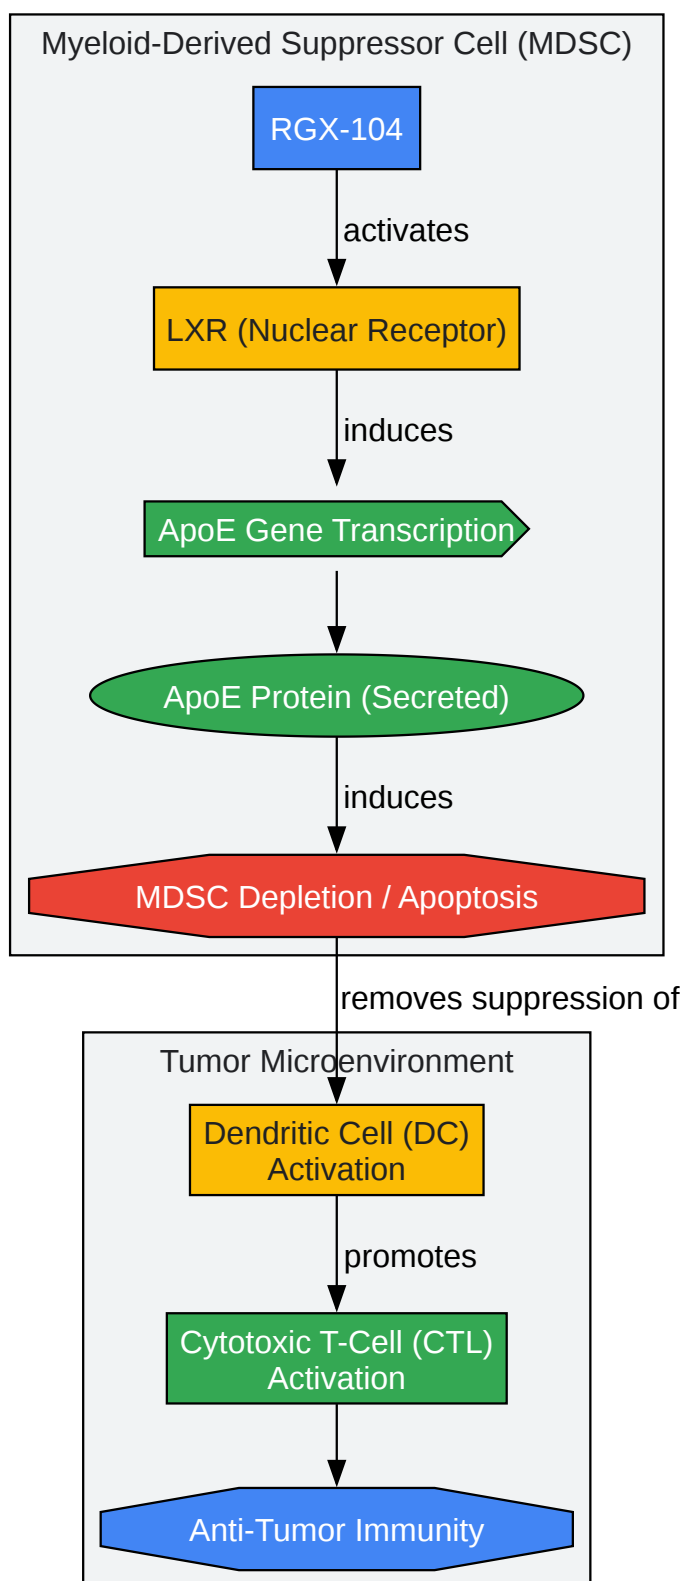 Myeloid-Derived Suppressor Cell (MDSC)
RGX-104
activates
LXR (Nuclear Receptor)
induces
ApoE Gene Transcription
ApoE Protein (Secreted)
induces
MDSC Depletion / Apoptosis
removes suppression of
Tumor Microenvironment
Dendritic Cell (DC)
Activation
promotes
Cytotoxic T-Cell (CTL)
Activation
Anti-Tumor Immunity